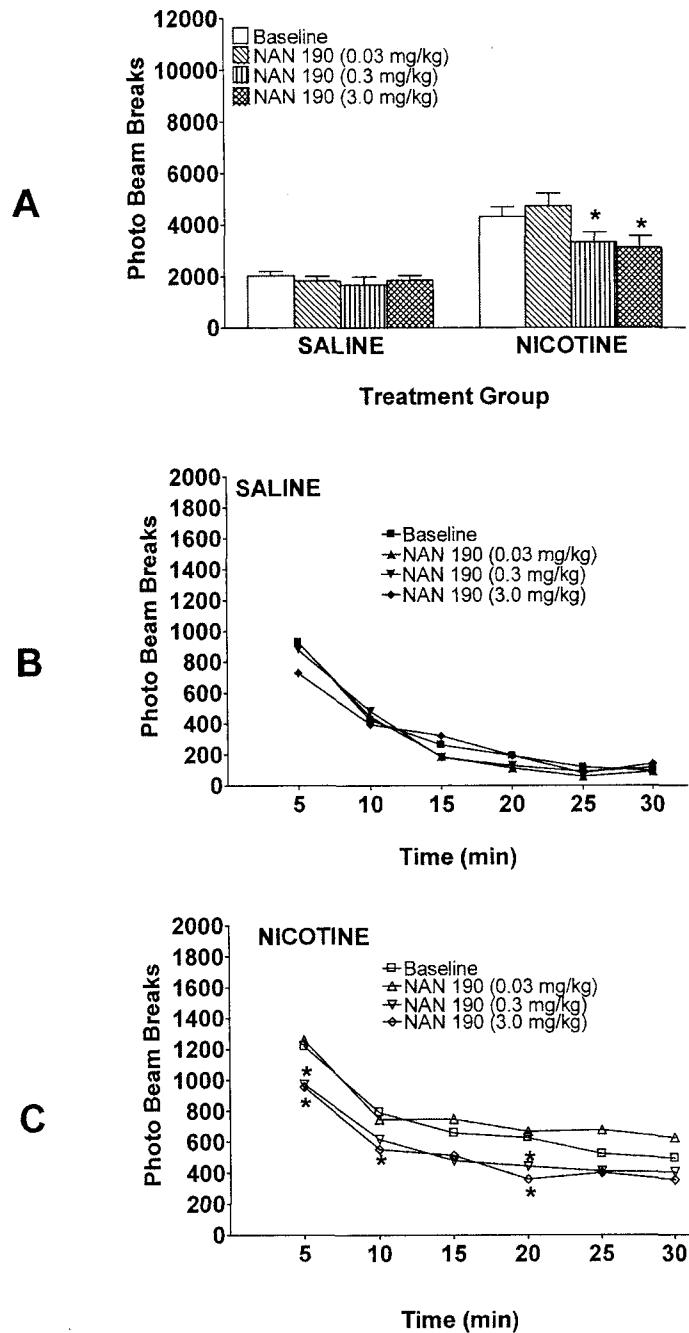 A
Photo Beam Breaks
12000
10000
8000
6000
4000
2000
0
Baseline
NAN 190 (0.03 mg/kg)
NAN 190 (0.3 mg/kg)
NAN 190 (3.0 mg/kg)
* *
SALINE NICOTINE
Treatment Group
B
Photo Beam Breaks
2000
1800
1600
1400
1200
1000
800
600
400
200
0
SALINE
Baseline
NAN 190 (0.03 mg/kg)
NAN 190 (0.3 mg/kg)
NAN 190 (3.0 mg/kg)
5 10 15 20 25 30
Time (min)
C
Photo Beam Breaks
2000
1800
1600
1400
1200
1000
800
600
400
200
0
NICOTINE
Baseline
NAN 190 (0.03 mg/kg)
NAN 190 (0.3 mg/kg)
NAN 190 (3.0 mg/kg)
*
*
*
*
*
5 10 15 20 25 30
Time (min)